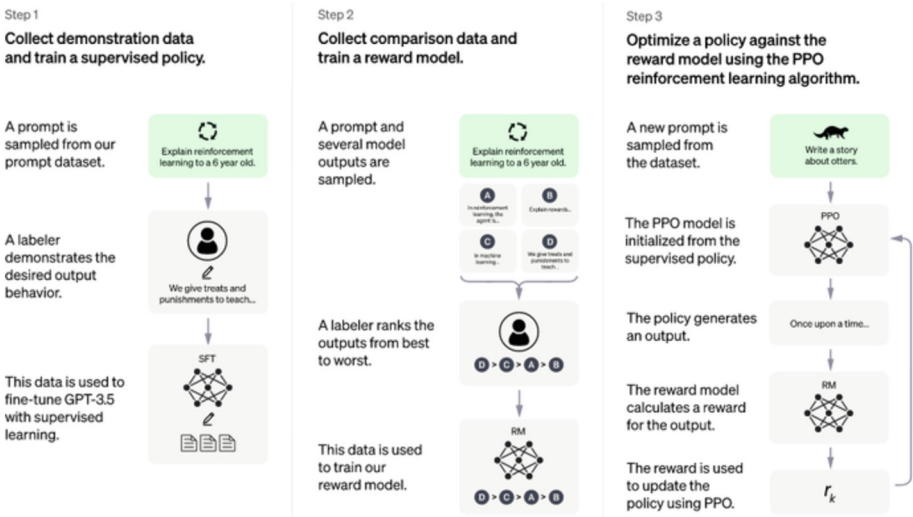 Step 1
Collect demonstration data
and train a supervised policy.
A prompt is
sampled from our
prompt dataset.
Explain reinforcement
learning to a 6 year old.
A labeler
demonstrates the
desired output
behavior.
We give treats and
punishments to teach...
This data is used to
fine-tune GPT-3.5
with supervised
learning.
SFT
Step 2
Collect comparison data and
train a reward model.
A prompt and
several model
outputs are
sampled.
Explain reinforcement
learning to a 6 year old.
A
In reinforcement
learning, the
agent is...
B
Explain rewards...
C
In machine
learning...
D
We give treats and
punishments to
teach...
A labeler ranks the
outputs from best
to worst.
D > C > A > B
This data is used
to train our
reward model.
RM
D > C > A > B
Step 3
Optimize a policy against the
reward model using the PPO
reinforcement learning algorithm.
A new prompt is
sampled from
the dataset.
Write a story
about otters.
The PPO model is
initialized from the
supervised policy.
PPO
The policy generates
an output.
Once upon a time...
The reward model
calculates a reward
for the output.
RM
The reward is used
to update the
policy using PPO.
rk